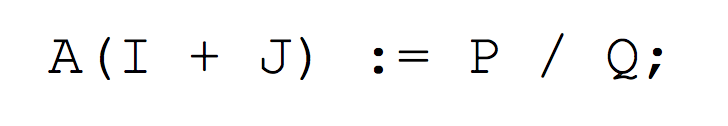 A(I + J) := P / Q;